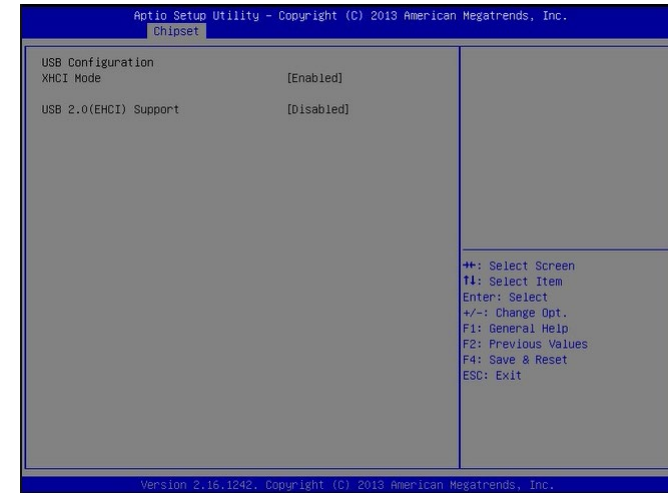 Aptio Setup Utility – Copyright (C) 2013 American Megatrends, Inc.
Chipset
USB Configuration
XHCI Mode [Enabled]
USB 2.0(EHCI) Support [Disabled]
→←: Select Screen
↑↓: Select Item
Enter: Select
+/-: Change Opt.
F1: General Help
F2: Previous Values
F4: Save & Reset
ESC: Exit
Version 2.16.1242. Copyright (C) 2013 American Megatrends, Inc.